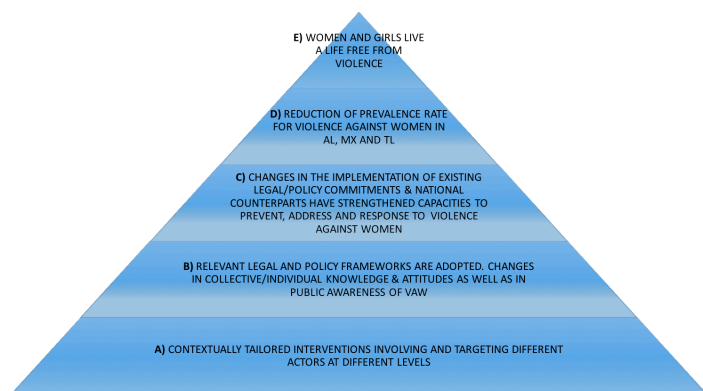 E) WOMEN AND GIRLS LIVE
A LIFE FREE FROM
VIOLENCE
D) REDUCTION OF PREVALENCE RATE
FOR VIOLENCE AGAINST WOMEN IN
AL, MX AND TL
C) CHANGES IN THE IMPLEMENTATION OF EXISTING
LEGAL/POLICY COMMITMENTS & NATIONAL
COUNTERPARTS HAVE STRENGTHENED CAPACITIES TO
PREVENT, ADDRESS AND RESPONSE TO VIOLENCE
AGAINST WOMEN
B) RELEVANT LEGAL AND POLICY FRAMEWORKS ARE ADOPTED. CHANGES
IN COLLECTIVE/INDIVIDUAL KNOWLEDGE & ATTITUDES AS WELL AS IN
PUBLIC AWARENESS OF VAW
A) CONTEXTUALLY TAILORED INTERVENTIONS INVOLVING AND TARGETING DIFFERENT
ACTORS AT DIFFERENT LEVELS